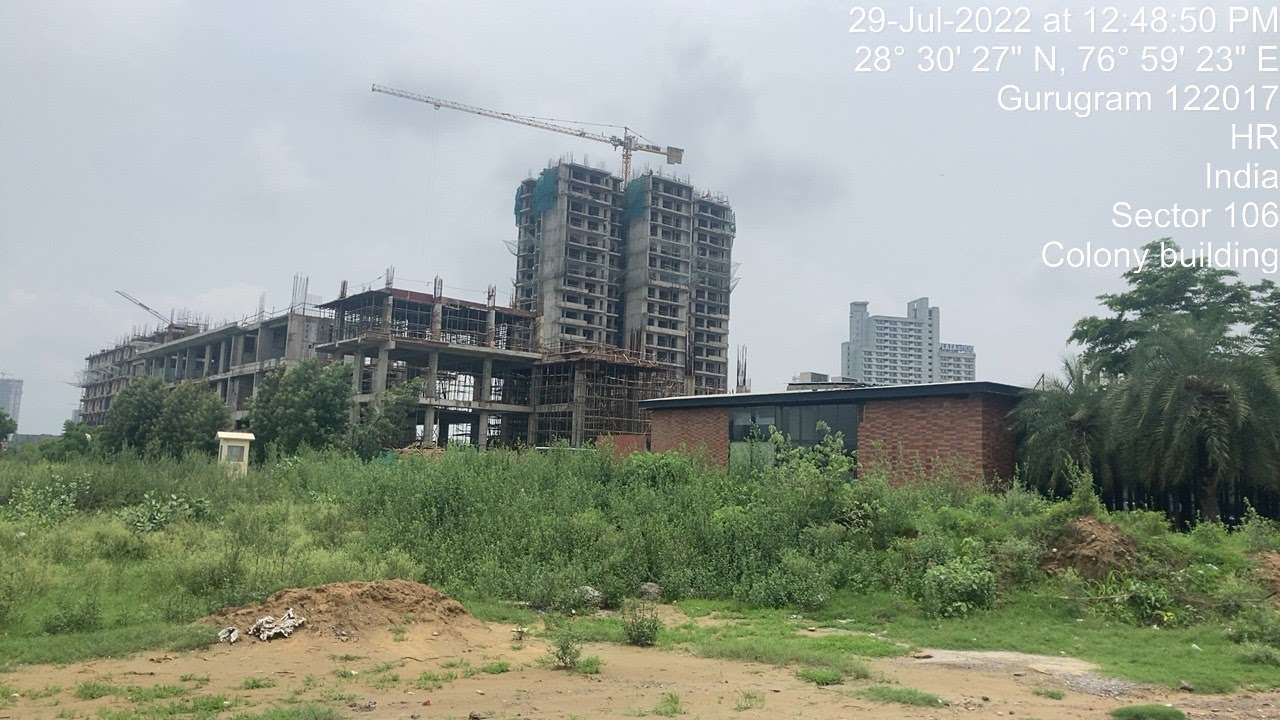 29-Jul-2022 at 12:48:50 PM
28° 30' 27" N, 76° 59' 23" E
Gurugram 122017
HR
India
Sector 106
Colony building